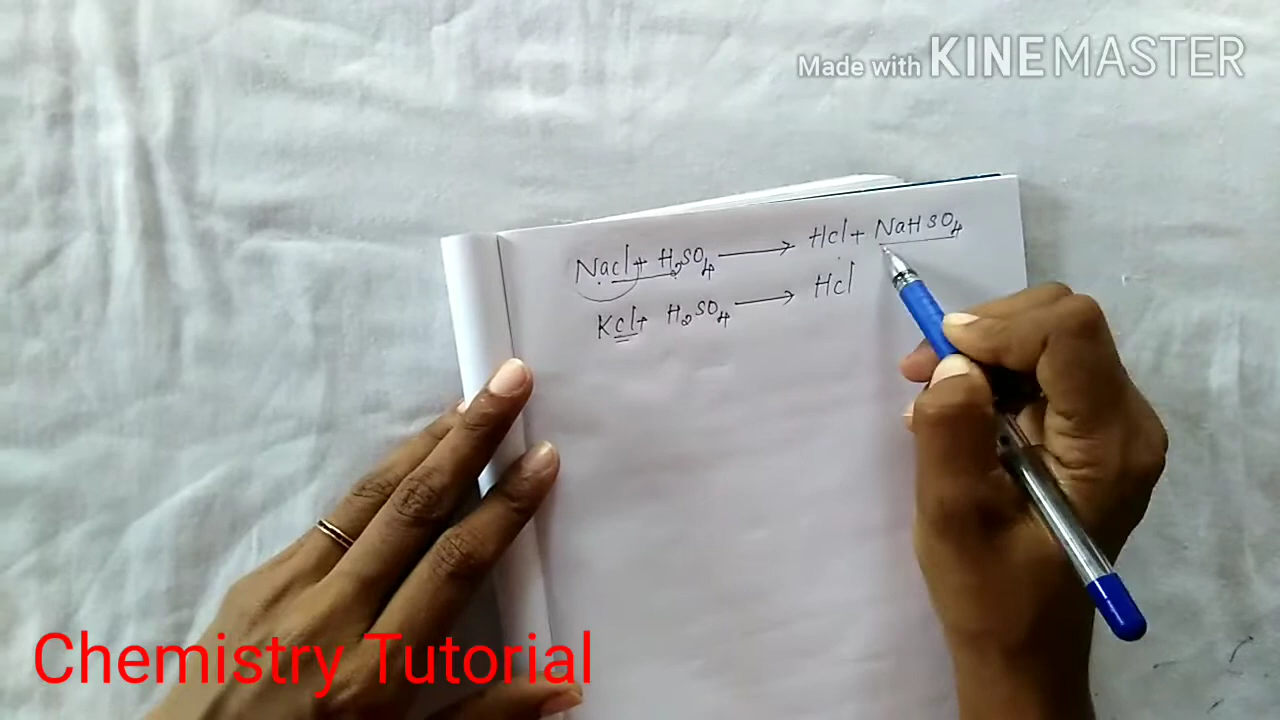 Made with KINEMASTER
Nacl + H₂SO₄ ⟶ Hcl + NaHSO₄
Kcl + H₂SO₄ ⟶ Hcl
Chemistry Tutorial